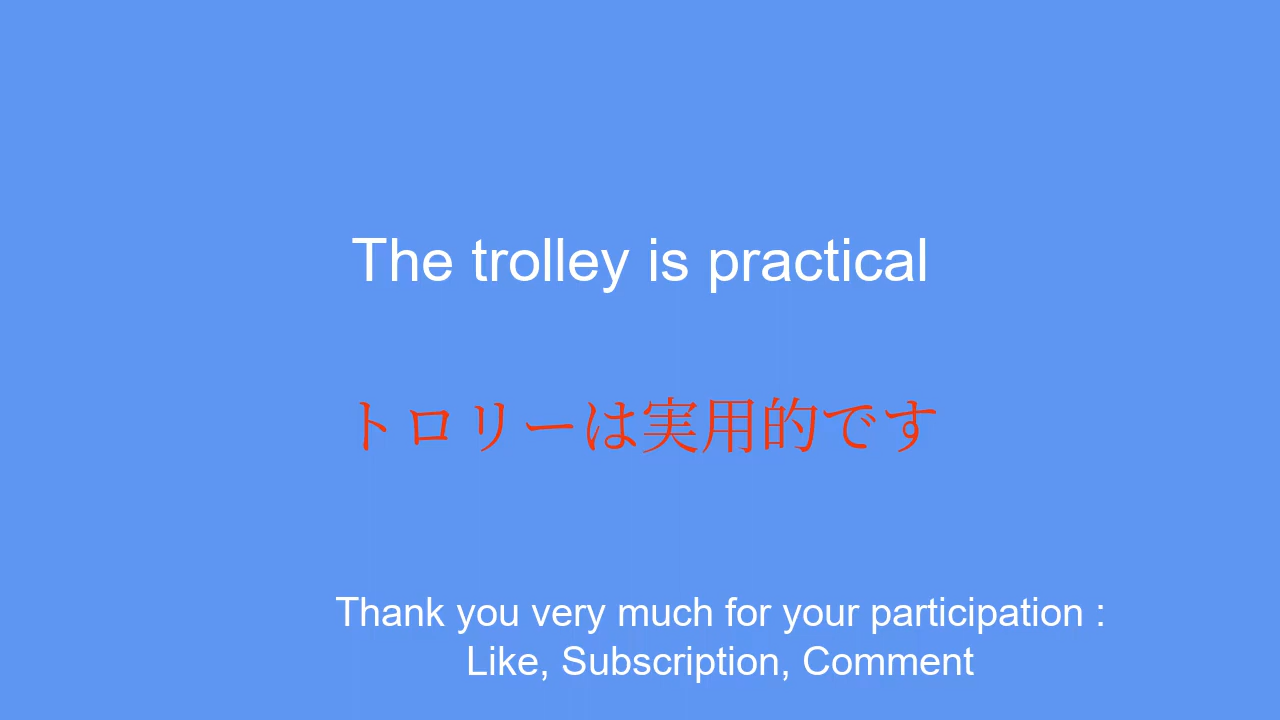 The trolley is practical
トロリーは実用的です
Thank you very much for your participation :
Like, Subscription, Comment